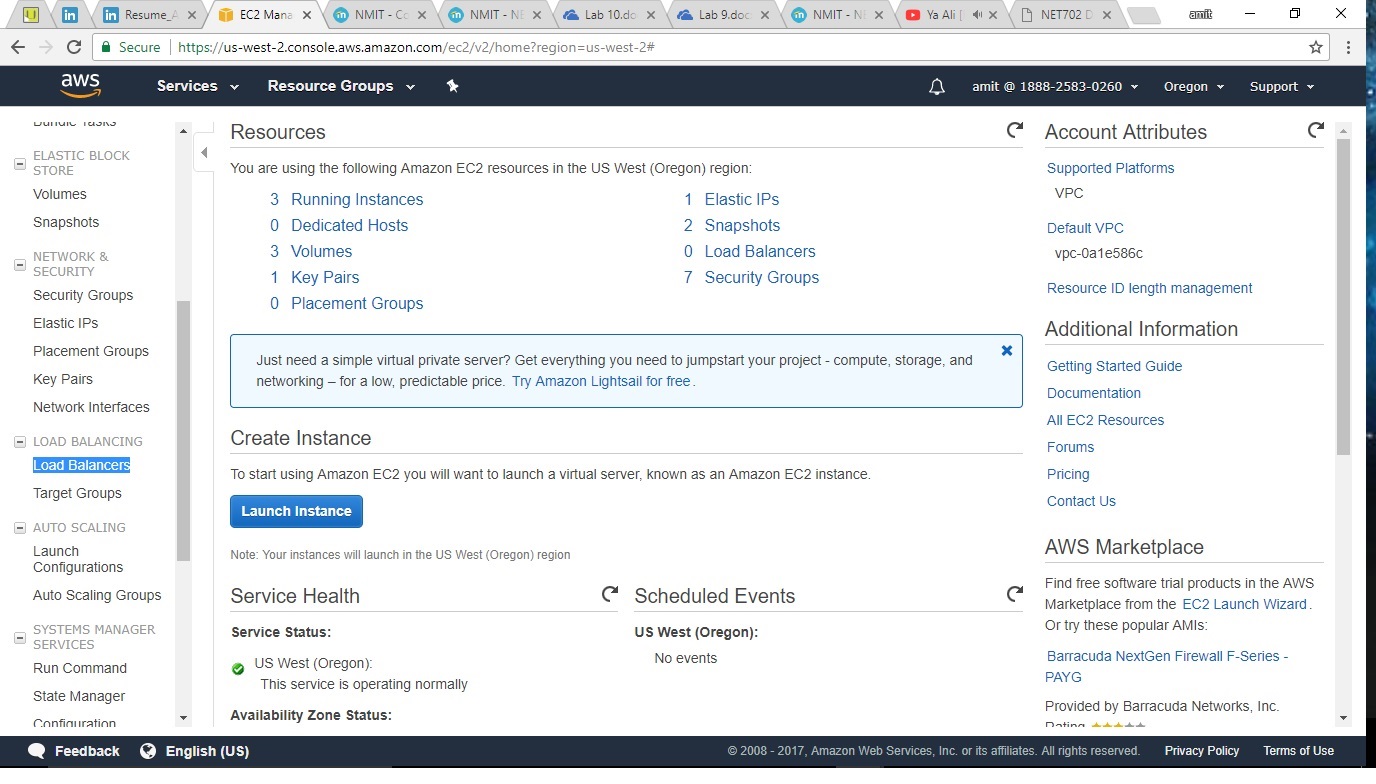 Resume_A
EC2 Mana
NMIT - Co
NMIT - NE
Lab 10.do
Lab 9.doc
NMIT - NE
Ya Ali [
NET702 D
amit
Secure
https://us-west-2.console.aws.amazon.com/ec2/v2/home?region=us-west-2#
aws
Services
Resource Groups
amit @ 1888-2583-0260
Oregon
Support
Bundle Tasks
ELASTIC BLOCK
STORE
Volumes
Snapshots
NETWORK &
SECURITY
Security Groups
Elastic IPs
Placement Groups
Key Pairs
Network Interfaces
LOAD BALANCING
Load Balancers
Target Groups
AUTO SCALING
Launch
Configurations
Auto Scaling Groups
SYSTEMS MANAGER
SERVICES
Run Command
State Manager
Configuration
Resources
You are using the following Amazon EC2 resources in the US West (Oregon) region:
3 Running Instances
0 Dedicated Hosts
3 Volumes
1 Key Pairs
0 Placement Groups
1 Elastic IPs
2 Snapshots
0 Load Balancers
7 Security Groups
Just need a simple virtual private server? Get everything you need to jumpstart your project - compute, storage, and
networking – for a low, predictable price. Try Amazon Lightsail for free.
Create Instance
To start using Amazon EC2 you will want to launch a virtual server, known as an Amazon EC2 instance.
Launch Instance
Note: Your instances will launch in the US West (Oregon) region
Service Health
Service Status:
US West (Oregon):
This service is operating normally
Availability Zone Status:
Scheduled Events
US West (Oregon):
No events
Account Attributes
Supported Platforms
VPC
Default VPC
vpc-0a1e586c
Resource ID length management
Additional Information
Getting Started Guide
Documentation
All EC2 Resources
Forums
Pricing
Contact Us
AWS Marketplace
Find free software trial products in the AWS
Marketplace from the EC2 Launch Wizard.
Or try these popular AMIs:
Barracuda NextGen Firewall F-Series -
PAYG
Provided by Barracuda Networks, Inc.
Rating
Feedback
English (US)
© 2008 - 2017, Amazon Web Services, Inc. or its affiliates. All rights reserved.
Privacy Policy
Terms of Use